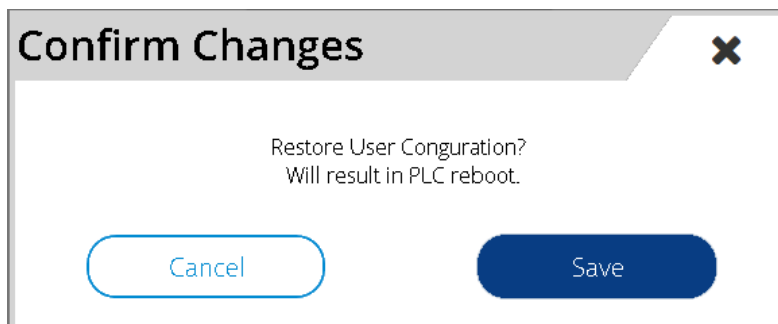 Confirm Changes
Restore User Conguration?
Will result in PLC reboot.
Cancel
Save